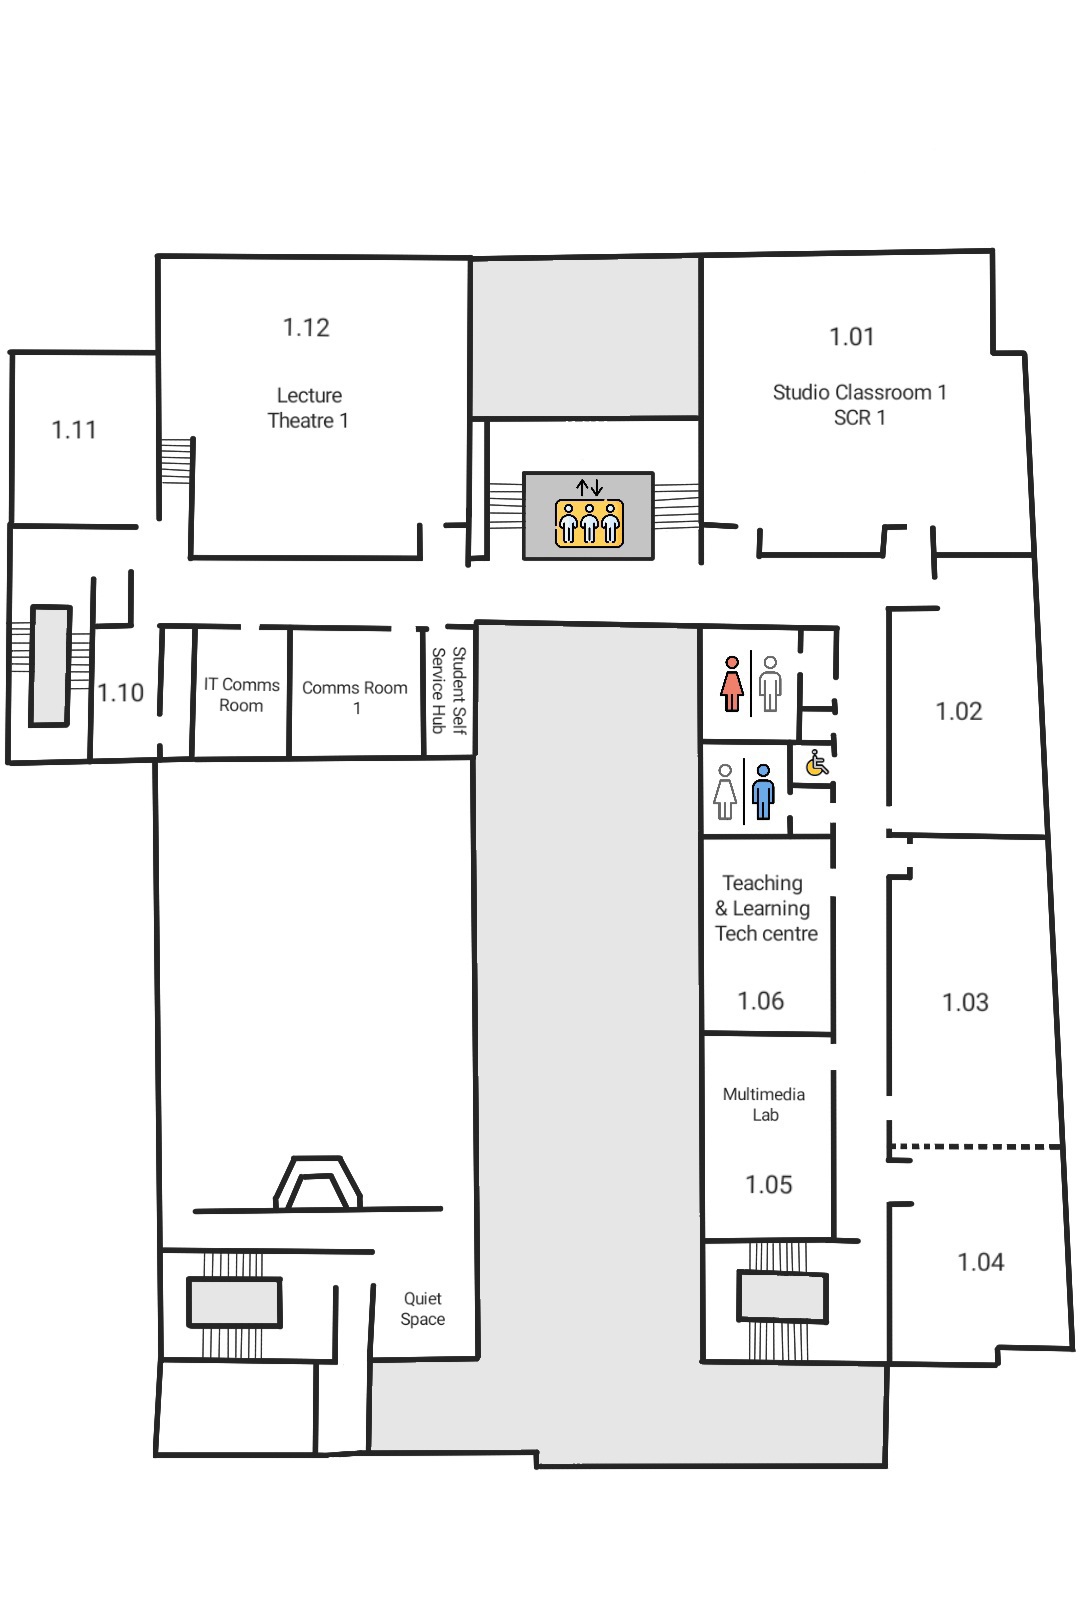 1.12
Lecture
Theatre 1
1.01
Studio Classroom 1
SCR 1
1.11
1.10
IT Comms
Room
Comms Room
1
Student Self
Service Hub
1.02
Teaching
& Learning
Tech centre
1.06
1.03
Multimedia
Lab
1.05
1.04
Quiet
Space